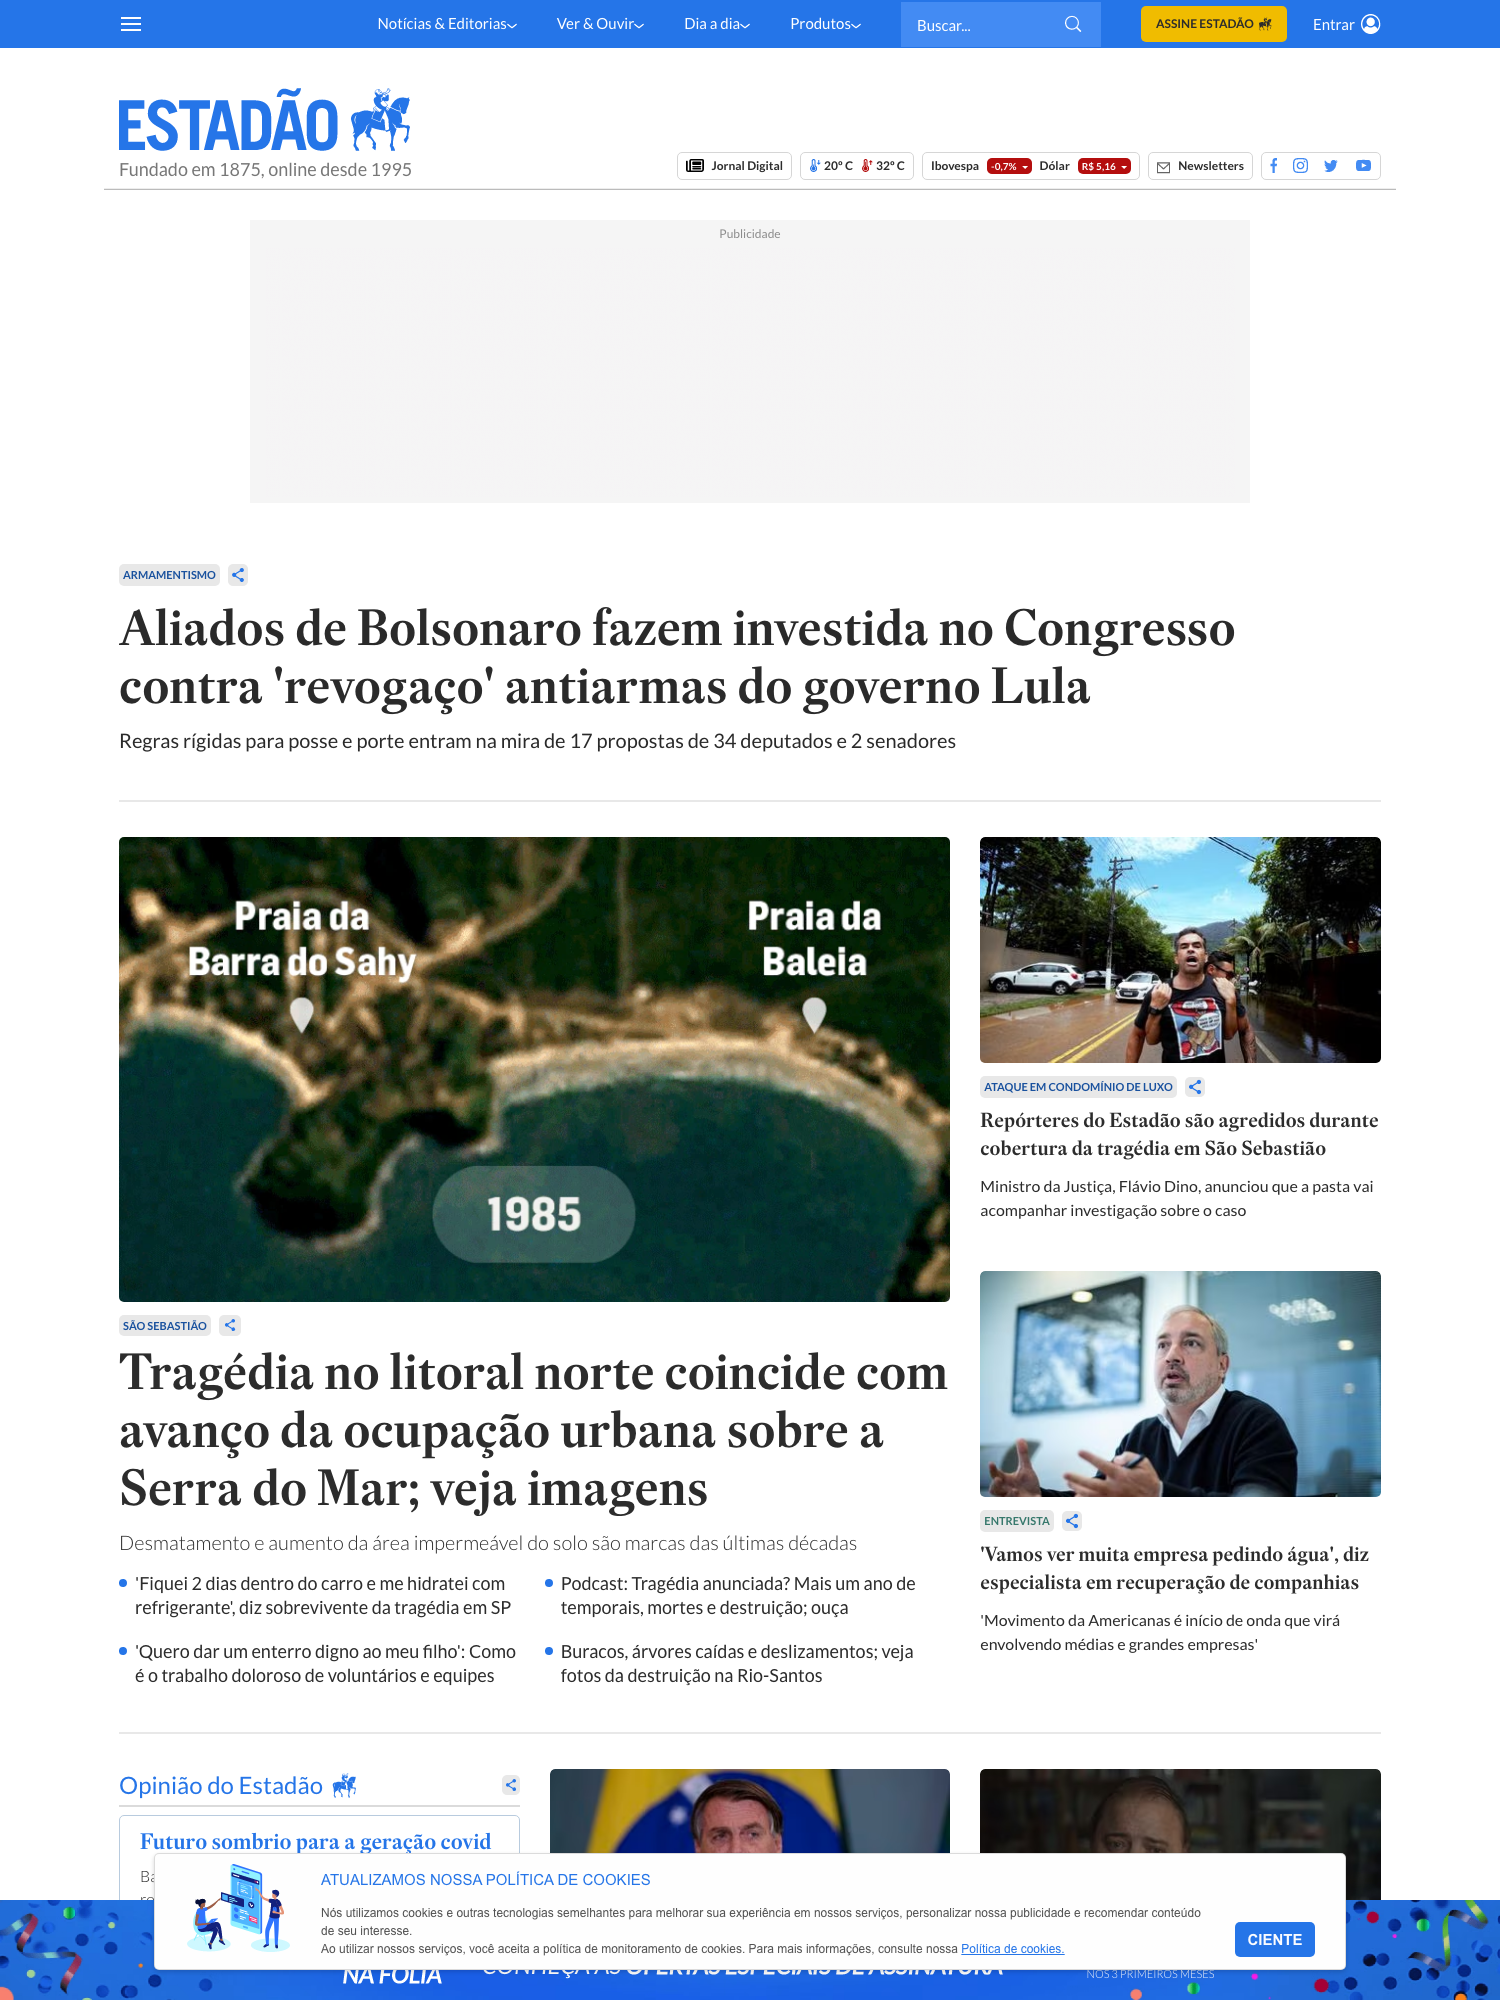 Notícias & Editorias
Ver & Ouvir
Dia a dia
Produtos
Buscar...
ASSINE ESTADÃO
Entrar
ESTADÃO
Fundado em 1875, online desde 1995
Jornal Digital
20º C
32º C
Ibovespa
-0,7%
Dólar
R$ 5,16
Newsletters
Publicidade
ARMAMENTISMO
Aliados de Bolsonaro fazem investida no Congresso
contra 'revogaço' antiarmas do governo Lula
Regras rígidas para posse e porte entram na mira de 17 propostas de 34 deputados e 2 senadores
Praia da
Barra do Sahy
Praia da
Baleia
1985
SÃO SEBASTIÃO
Tragédia no litoral norte coincide com
avanço da ocupação urbana sobre a
Serra do Mar; veja imagens
Desmatamento e aumento da área impermeável do solo são marcas das últimas décadas
'Fiquei 2 dias dentro do carro e me hidratei com
refrigerante', diz sobrevivente da tragédia em SP
'Quero dar um enterro digno ao meu filho': Como
é o trabalho doloroso de voluntários e equipes
Podcast: Tragédia anunciada? Mais um ano de
temporais, mortes e destruição; ouça
Buracos, árvores caídas e deslizamentos; veja
fotos da destruição na Rio-Santos
ATAQUE EM CONDOMÍNIO DE LUXO
Repórteres do Estadão são agredidos durante
cobertura da tragédia em São Sebastião
Ministro da Justiça, Flávio Dino, anunciou que a pasta vai
acompanhar investigação sobre o caso
ENTREVISTA
'Vamos ver muita empresa pedindo água', diz
especialista em recuperação de companhias
'Movimento da Americanas é início de onda que virá
envolvendo médias e grandes empresas'
Opinião do Estadão
Futuro sombrio para a geração covid
ATUALIZAMOS NOSSA POLÍTICA DE COOKIES
Nós utilizamos cookies e outras tecnologias semelhantes para melhorar sua experiência em nossos serviços, personalizar nossa publicidade e recomendar conteúdo
de seu interesse.
Ao utilizar nossos serviços, você aceita a política de monitoramento de cookies. Para mais informações, consulte nossa Política de cookies.
CIENTE
NA FOLIA
CONHEÇA AS OFERTAS ESPECIAIS DE ASSINATURA
NOS 3 PRIMEIROS MESES